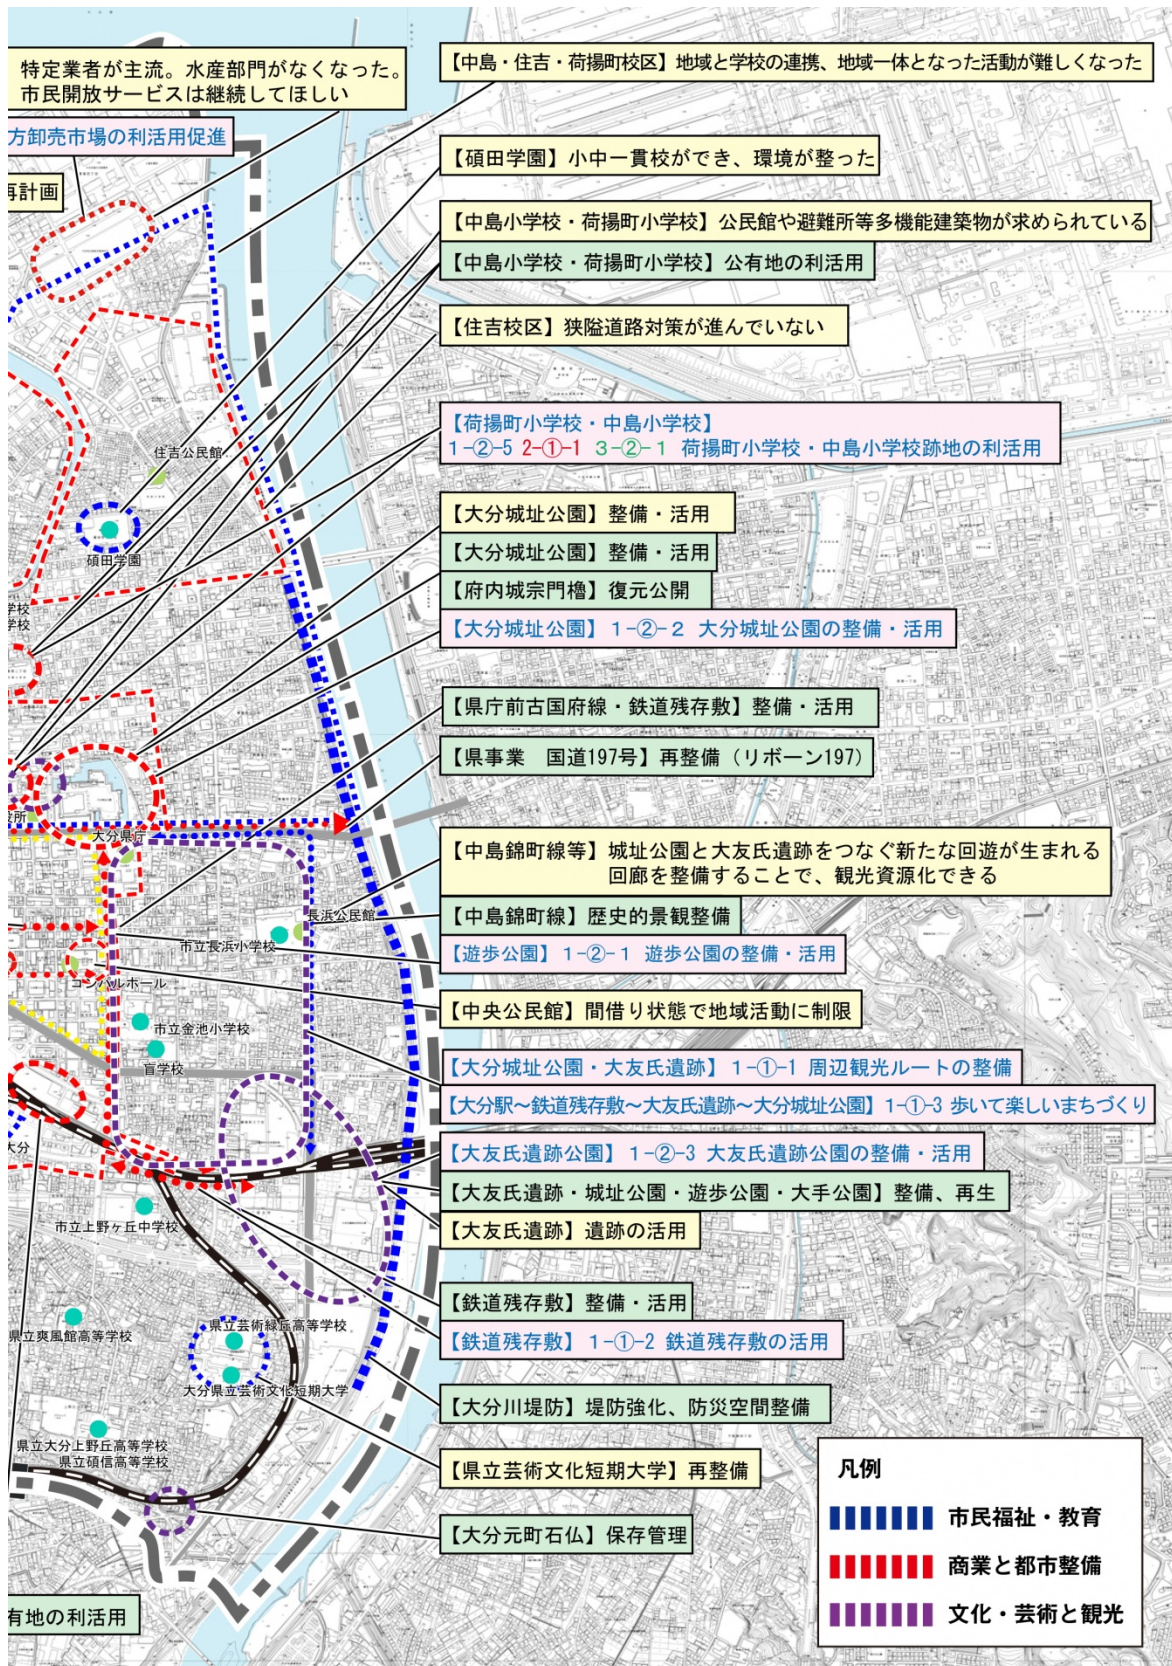 特定業者が主流。水産部門がなくなった。
市民開放サービスは継続してほしい
方卸売市場の利活用促進
再計画
【中島・住吉・荷揚町校区】地域と学校の連携、地域一体となった活動が難しくなった
【碩田学園】小中一貫校ができ、環境が整った
【中島小学校・荷揚町小学校】公民館や避難所等多機能建築物が求められている
【中島小学校・荷揚町小学校】公有地の利活用
【住吉校区】狭隘道路対策が進んでいない
【荷揚町小学校・中島小学校】
1-②-5 2-①-1 3-②-1 荷揚町小学校・中島小学校跡地の利活用
住吉公民館
碩田学園
学校
学校
【大分城址公園】整備・活用
【大分城址公園】整備・活用
【府内城宗門櫓】復元公開
【大分城址公園】1-②-2 大分城址公園の整備・活用
【県庁前古国府線・鉄道残存敷】整備・活用
【県事業 国道197号】再整備（リボーン197）
役所
大分県庁
【中島錦町線等】城址公園と大友氏遺跡をつなぐ新たな回遊が生まれる
回廊を整備することで、観光資源化できる
長浜公民館
【中島錦町線】歴史的景観整備
市立長浜小学校
【遊歩公園】1-②-1 遊歩公園の整備・活用
コンパルホール
【中央公民館】間借り状態で地域活動に制限
市立金池小学校
盲学校
【大分城址公園・大友氏遺跡】1-①-1 周辺観光ルートの整備
【大分駅～鉄道残存敷～大友氏遺跡～大分城址公園】1-①-3 歩いて楽しいまちづくり
大分
【大友氏遺跡公園】1-②-3 大友氏遺跡公園の整備・活用
【大友氏遺跡・城址公園・遊歩公園・大手公園】整備、再生
市立上野ヶ丘中学校
【大友氏遺跡】遺跡の活用
【鉄道残存敷】整備・活用
【鉄道残存敷】1-①-2 鉄道残存敷の活用
県立爽風館高等学校
県立芸術緑丘高等学校
大分県立芸術文化短期大学
【大分川堤防】堤防強化、防災空間整備
県立大分上野丘高等学校
県立碩信高等学校
【県立芸術文化短期大学】再整備
【大分元町石仏】保存管理
有地の利活用
凡例
市民福祉・教育
商業と都市整備
文化・芸術と観光